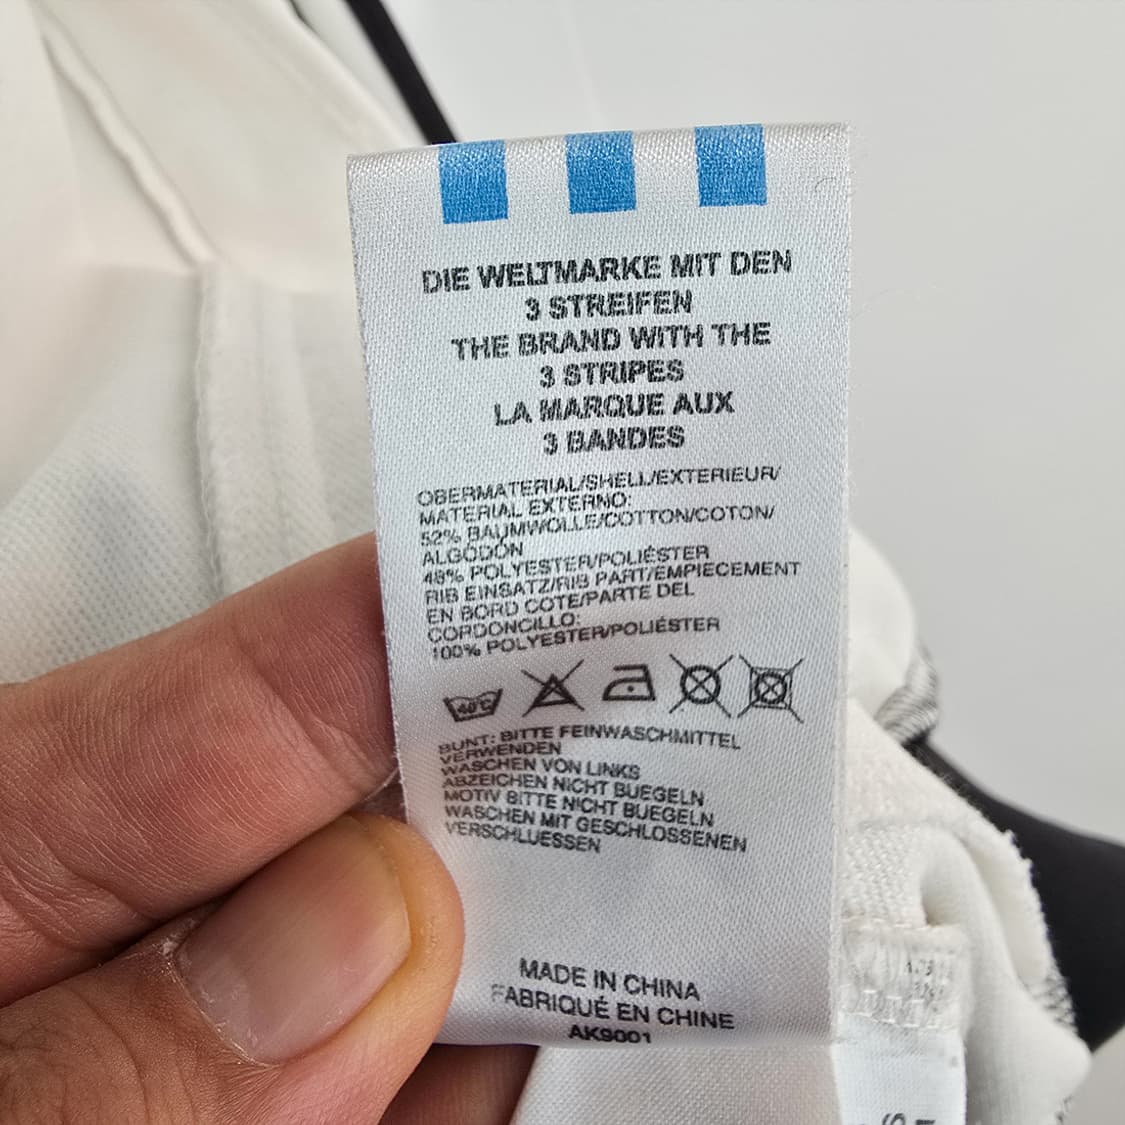 DIE WELTMARKE MIT DEN
3 STREIFEN
THE BRAND WITH THE
3 STRIPES
LA MARQUE AUX
3 BANDES
OBERMATERIAL/SHELL/EXTERIEUR/
MATERIAL EXTERNO:
52% BAUMWOLLE/COTTON/COTON/
ALGODÓN
48% POLYESTER/POLIÉSTER
RIB EINSATZ/RIB PART/EMPIECEMENT
EN BORD COTE/PARTE DEL
CORDONCILLO:
100% POLYESTER/POLIÉSTER
40°C
BUNT: BITTE FEINWASCHMITTEL
VERWENDEN
WASCHEN VON LINKS
ABZEICHEN NICHT BUEGELN
MOTIV BITTE NICHT BUEGELN
WASCHEN MIT GESCHLOSSENEN
VERSCHLUESSEN
MADE IN CHINA
FABRIQUÉ EN CHINE
AK9001